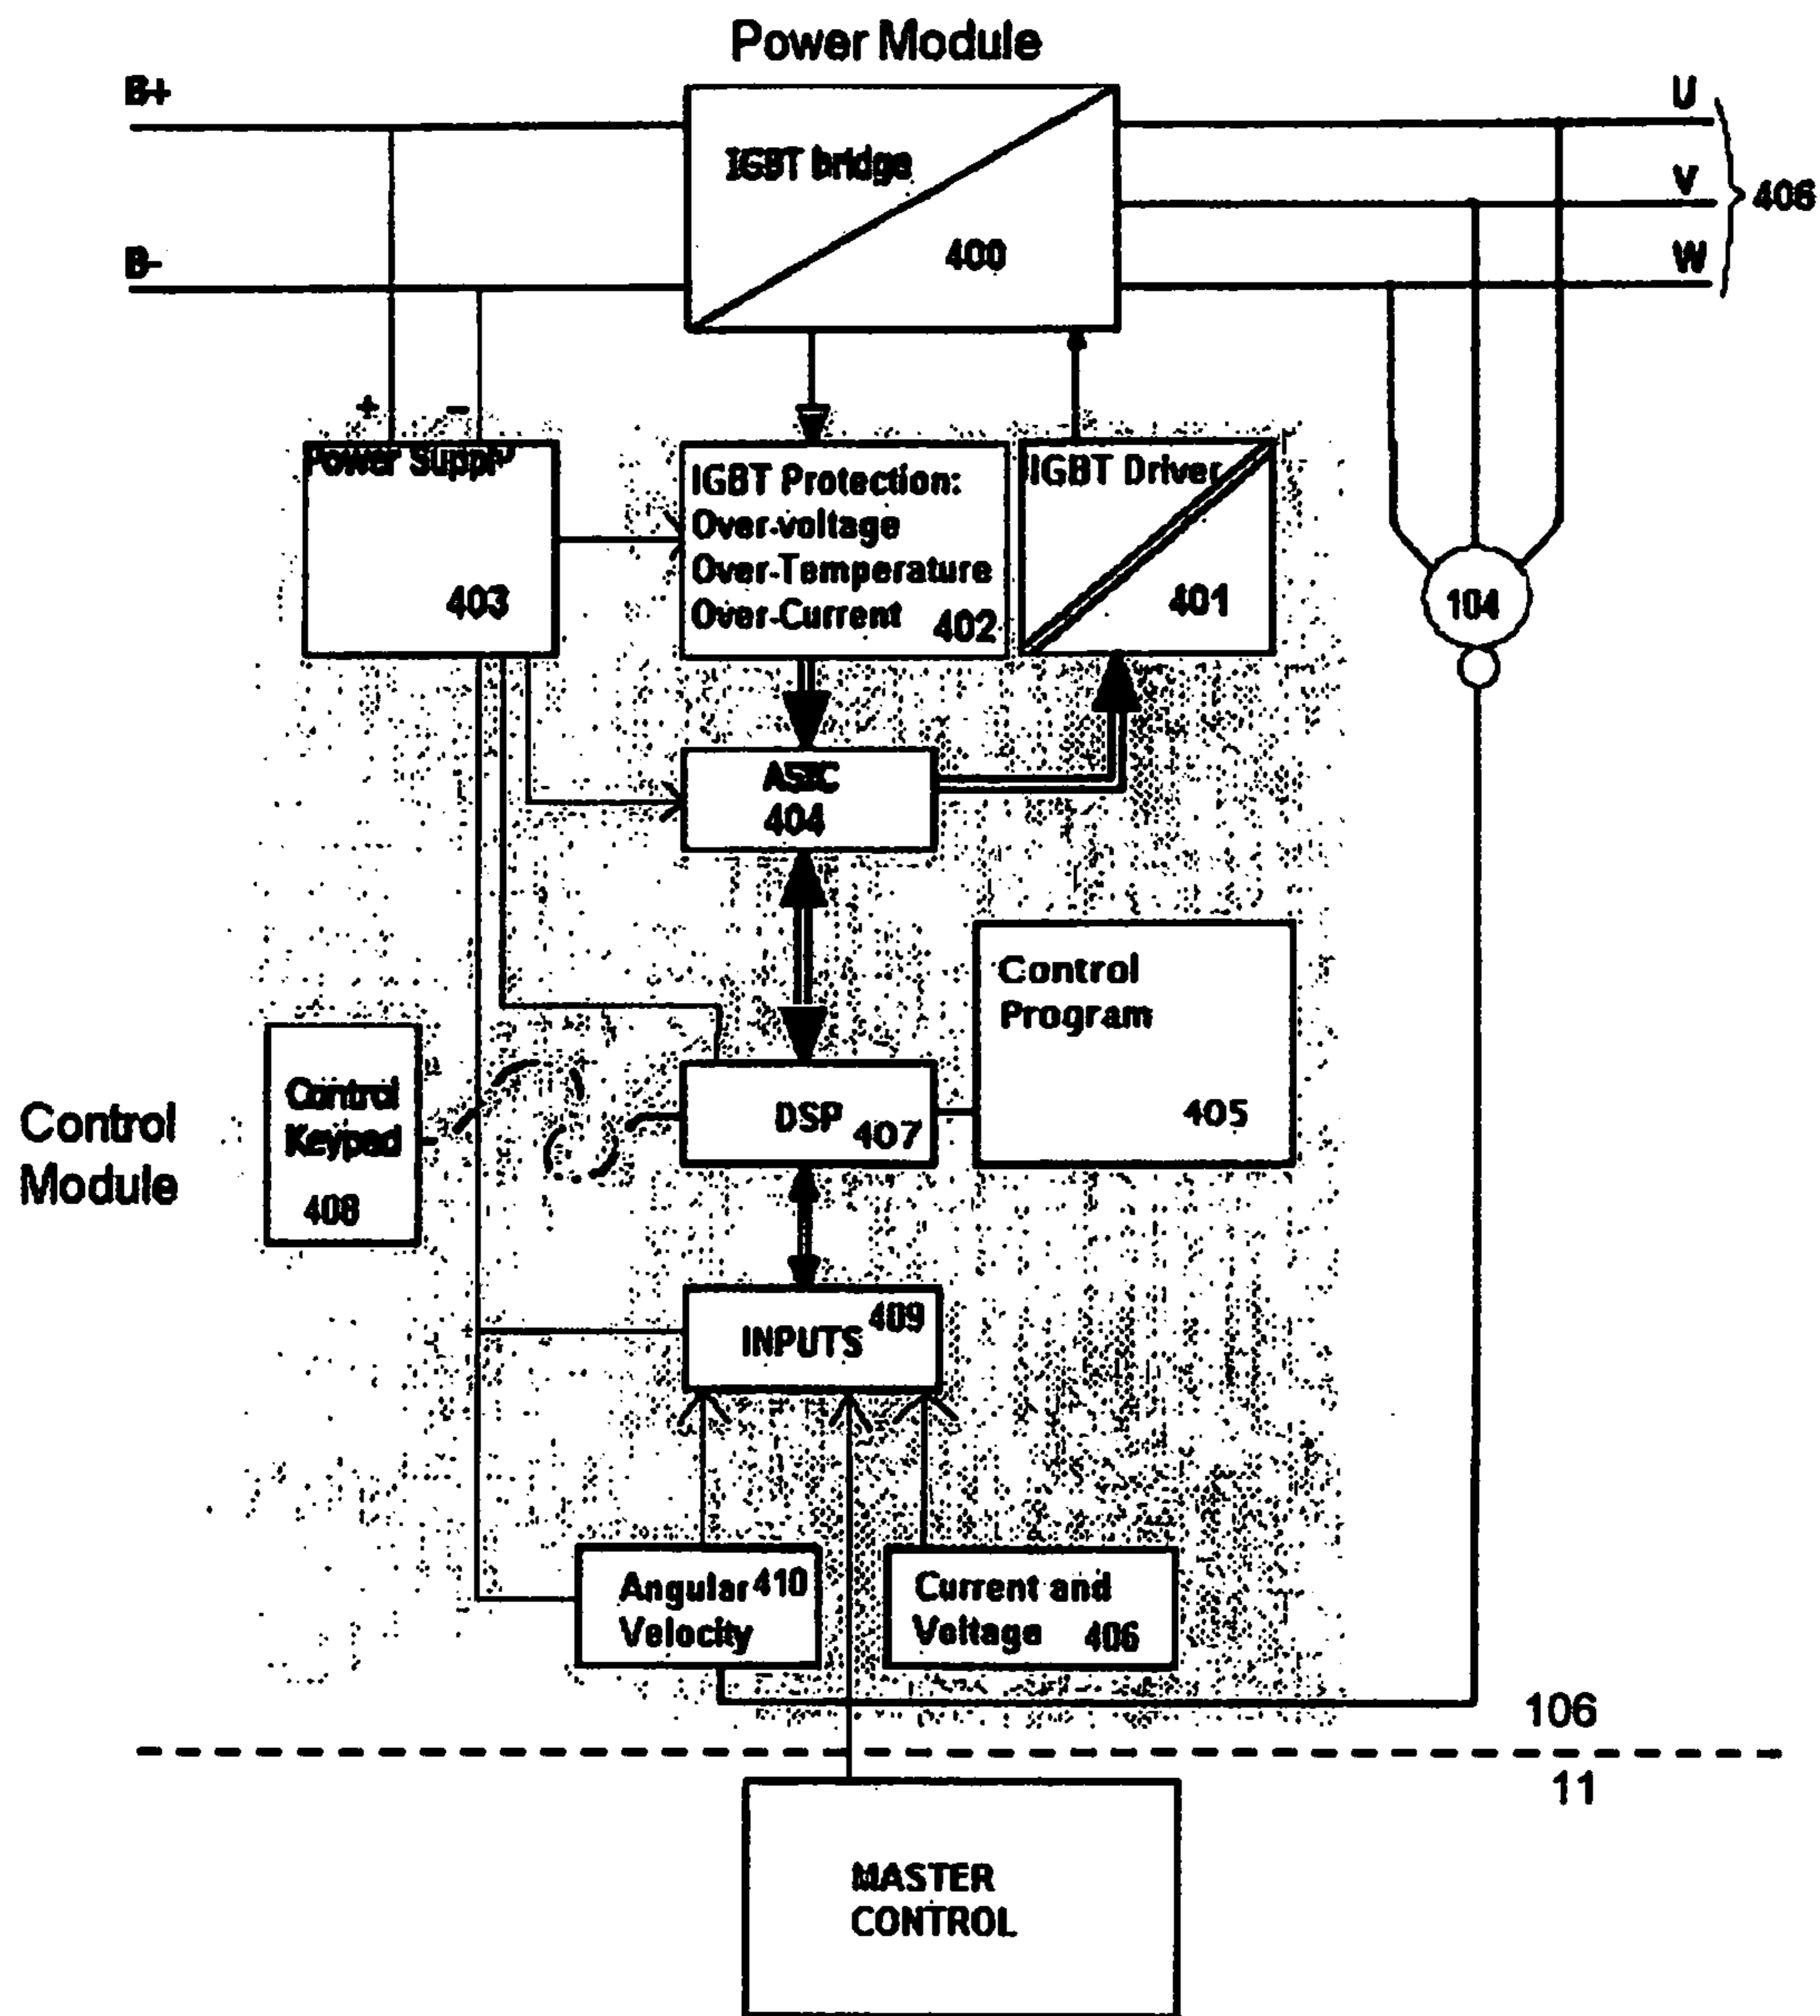 Power Module
B+
U
IGBT bridge
V
406
400
B-
W
+
-
Power Supply
IGBT Protection:
Over-voltage
Over-Temperature
Over-Current
402
403
IGBT Driver
401
104
ASIC
404
Control
Program
405
Control
Keypad
408
Control
Module
DSP
407
409
INPUTS
Angular 410
Velocity
Current and
Voltage 406
106
11
MASTER
CONTROL